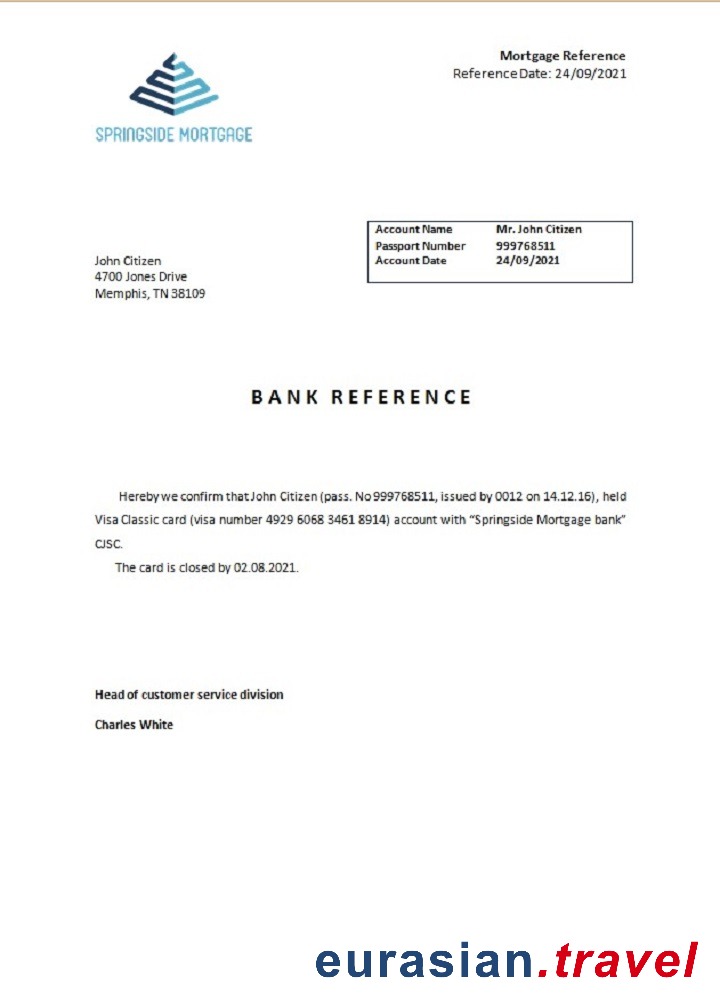 SPRINGSIDE MORTGAGE
Mortgage Reference
Reference Date: 24/09/2021
Account Name Mr. John Citizen
Passport Number 999768511
Account Date 24/09/2021
John Citizen
4700 Jones Drive
Memphis, TN 38109
BANK REFERENCE
Hereby we confirm that John Citizen (pass. No 999768511, issued by 0012 on 14.12.16), held
Visa Classic card (visa number 4929 6068 3461 8914) account with “Springside Mortgage bank”
CJSC.
The card is closed by 02.08.2021.
Head of customer service division
Charles White
eurasian.travel